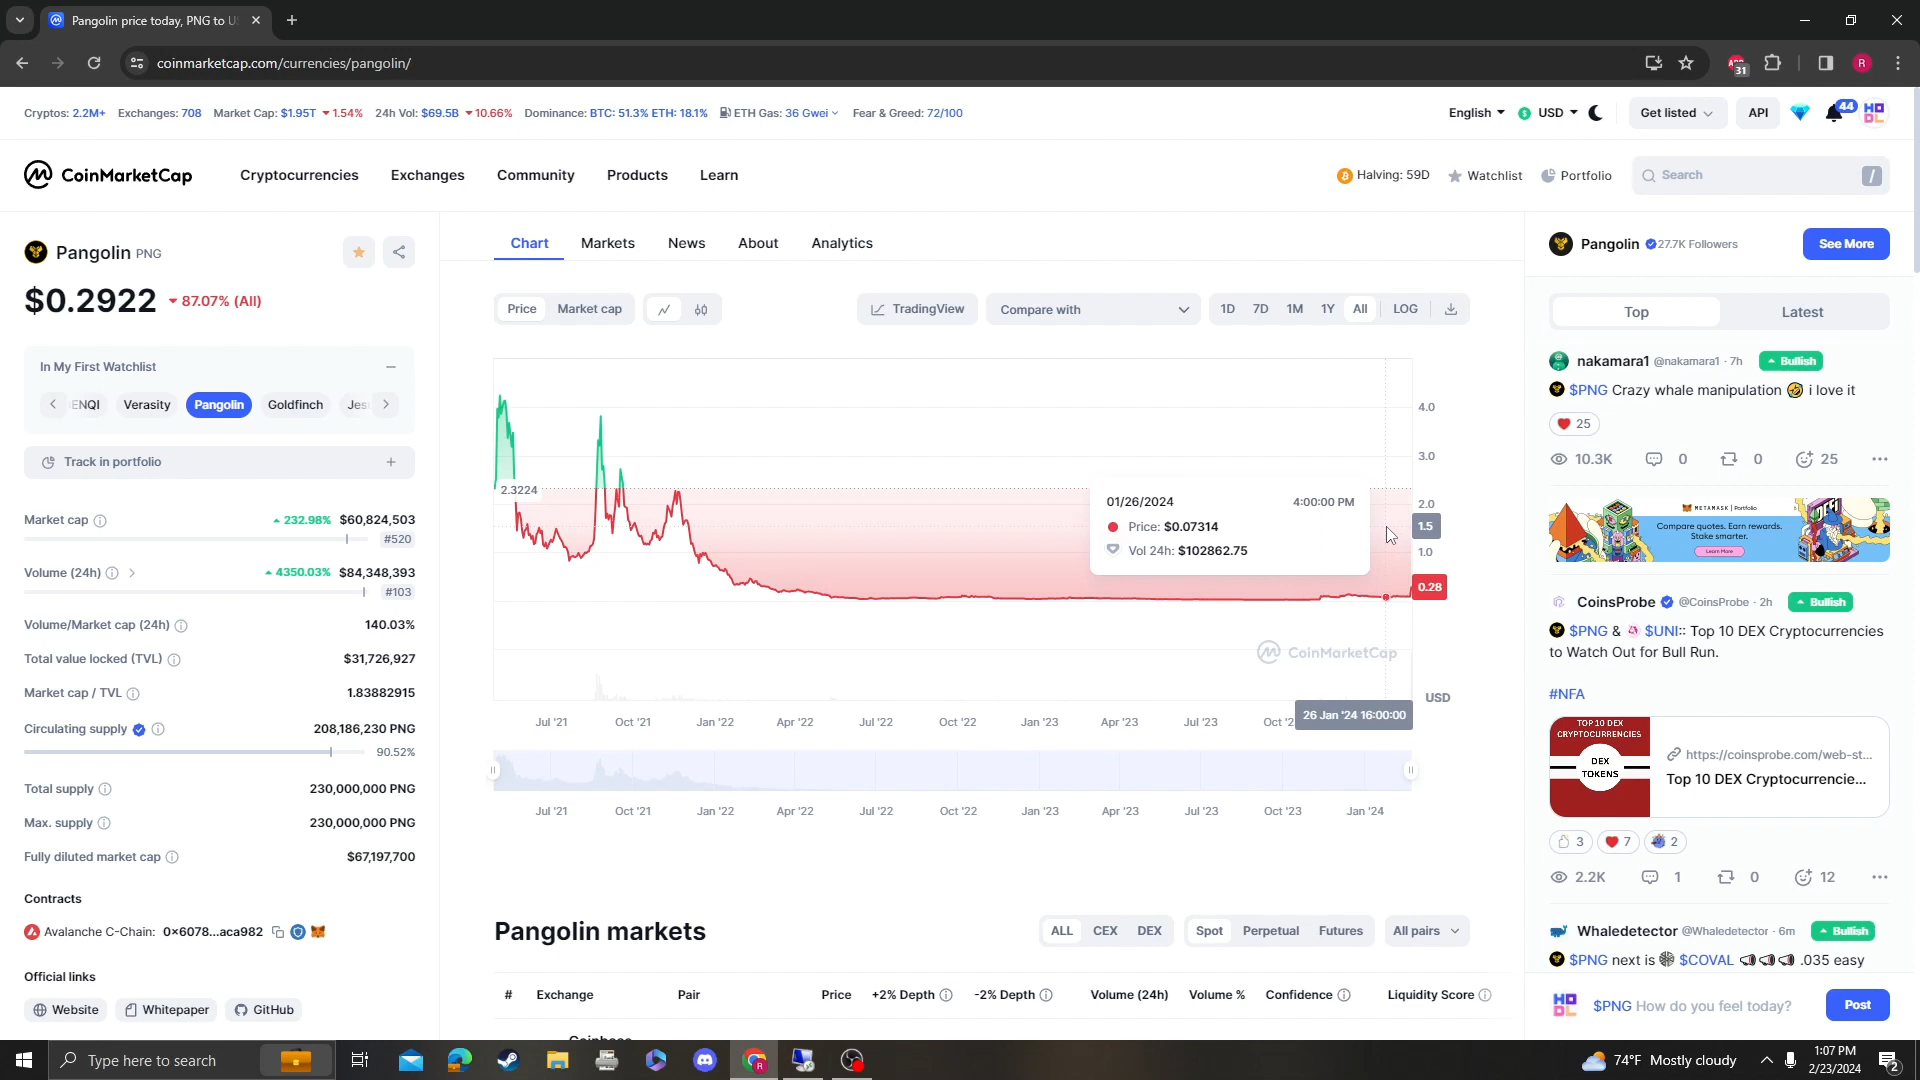 Pangolin price today, PNG to U
coinmarketcap.com/currencies/pangolin/
31
R
Cryptos: 2.2M+ Exchanges: 708 Market Cap: $1.95T 1.54% 24h Vol: $69.5B 10.66% Dominance: BTC: 51.3% ETH: 18.1% ETH Gas: 36 Gwei Fear & Greed: 72/100
English USD Get listed API 44
CoinMarketCap Cryptocurrencies Exchanges Community Products Learn
Halving: 59D Watchlist Portfolio Search /
Pangolin PNG
$0.2922 87.07% (All)
In My First Watchlist
ENQI Verasity Pangolin Goldfinch Jes
Track in portfolio +
Market cap 232.98% $60,824,503
#520
Volume (24h) 4350.03% $84,348,393
#103
Volume/Market cap (24h) 140.03%
Total value locked (TVL) $31,726,927
Market cap / TVL 1.83882915
Circulating supply 208,186,230 PNG
90.52%
Total supply 230,000,000 PNG
Max. supply 230,000,000 PNG
Fully diluted market cap $67,197,700
Contracts
Avalanche C-Chain: 0x6078...aca982
Official links
Website Whitepaper GitHub
Chart Markets News About Analytics
Price Market cap TradingView Compare with 1D 7D 1M 1Y All LOG
4.0
3.0
2.3224
2.0
1.5
1.0
0.28
01/26/2024 4:00:00 PM
Price: $0.07314
Vol 24h: $102862.75
CoinMarketCap
USD
Jul '21 Oct '21 Jan '22 Apr '22 Jul '22 Oct '22 Jan '23 Apr '23 Jul '23 Oct '2 26 Jan '24 16:00:00
Jul '21 Oct '21 Jan '22 Apr '22 Jul '22 Oct '22 Jan '23 Apr '23 Jul '23 Oct '23 Jan '24
Pangolin markets
ALL CEX DEX Spot Perpetual Futures All pairs
# Exchange Pair Price +2% Depth -2% Depth Volume (24h) Volume % Confidence Liquidity Score
Coinbase
Pangolin 27.7K Followers See More
Top Latest
nakamara1 @nakamara1 · 7h Bullish
$PNG Crazy whale manipulation 🤣 i love it
25
10.3K 0 0 25
METAMASK | Portfolio
Compare quotes. Earn rewards.
Stake smarter.
Learn More
CoinsProbe @CoinsProbe · 2h Bullish
$PNG & $UNI:: Top 10 DEX Cryptocurrencies
to Watch Out for Bull Run.
#NFA
TOP 10 DEX
CRYPTOCURRENCIES
DEX
TOKENS
https://coinsprobe.com/web-st...
Top 10 DEX Cryptocurrencie...
3 7 2
2.2K 1 0 12
Whaledetector @Whaledetector · 6m Bullish
$PNG next is $COVAL 📢📢📢 .035 easy
HODL $PNG How do you feel today? Post
Type here to search
74°F Mostly cloudy
1:07 PM
2/23/2024
2